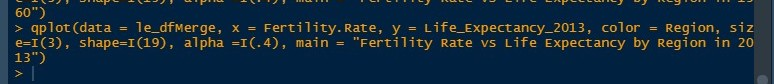 60")
> qplot(data = le_dfMerge, x = Fertility.Rate, y = Life_Expectancy_2013, color = Region, siz
e=I(3), shape=I(19), alpha =I(.4), main = "Fertility Rate vs Life Expectancy by Region in 20
13")
>